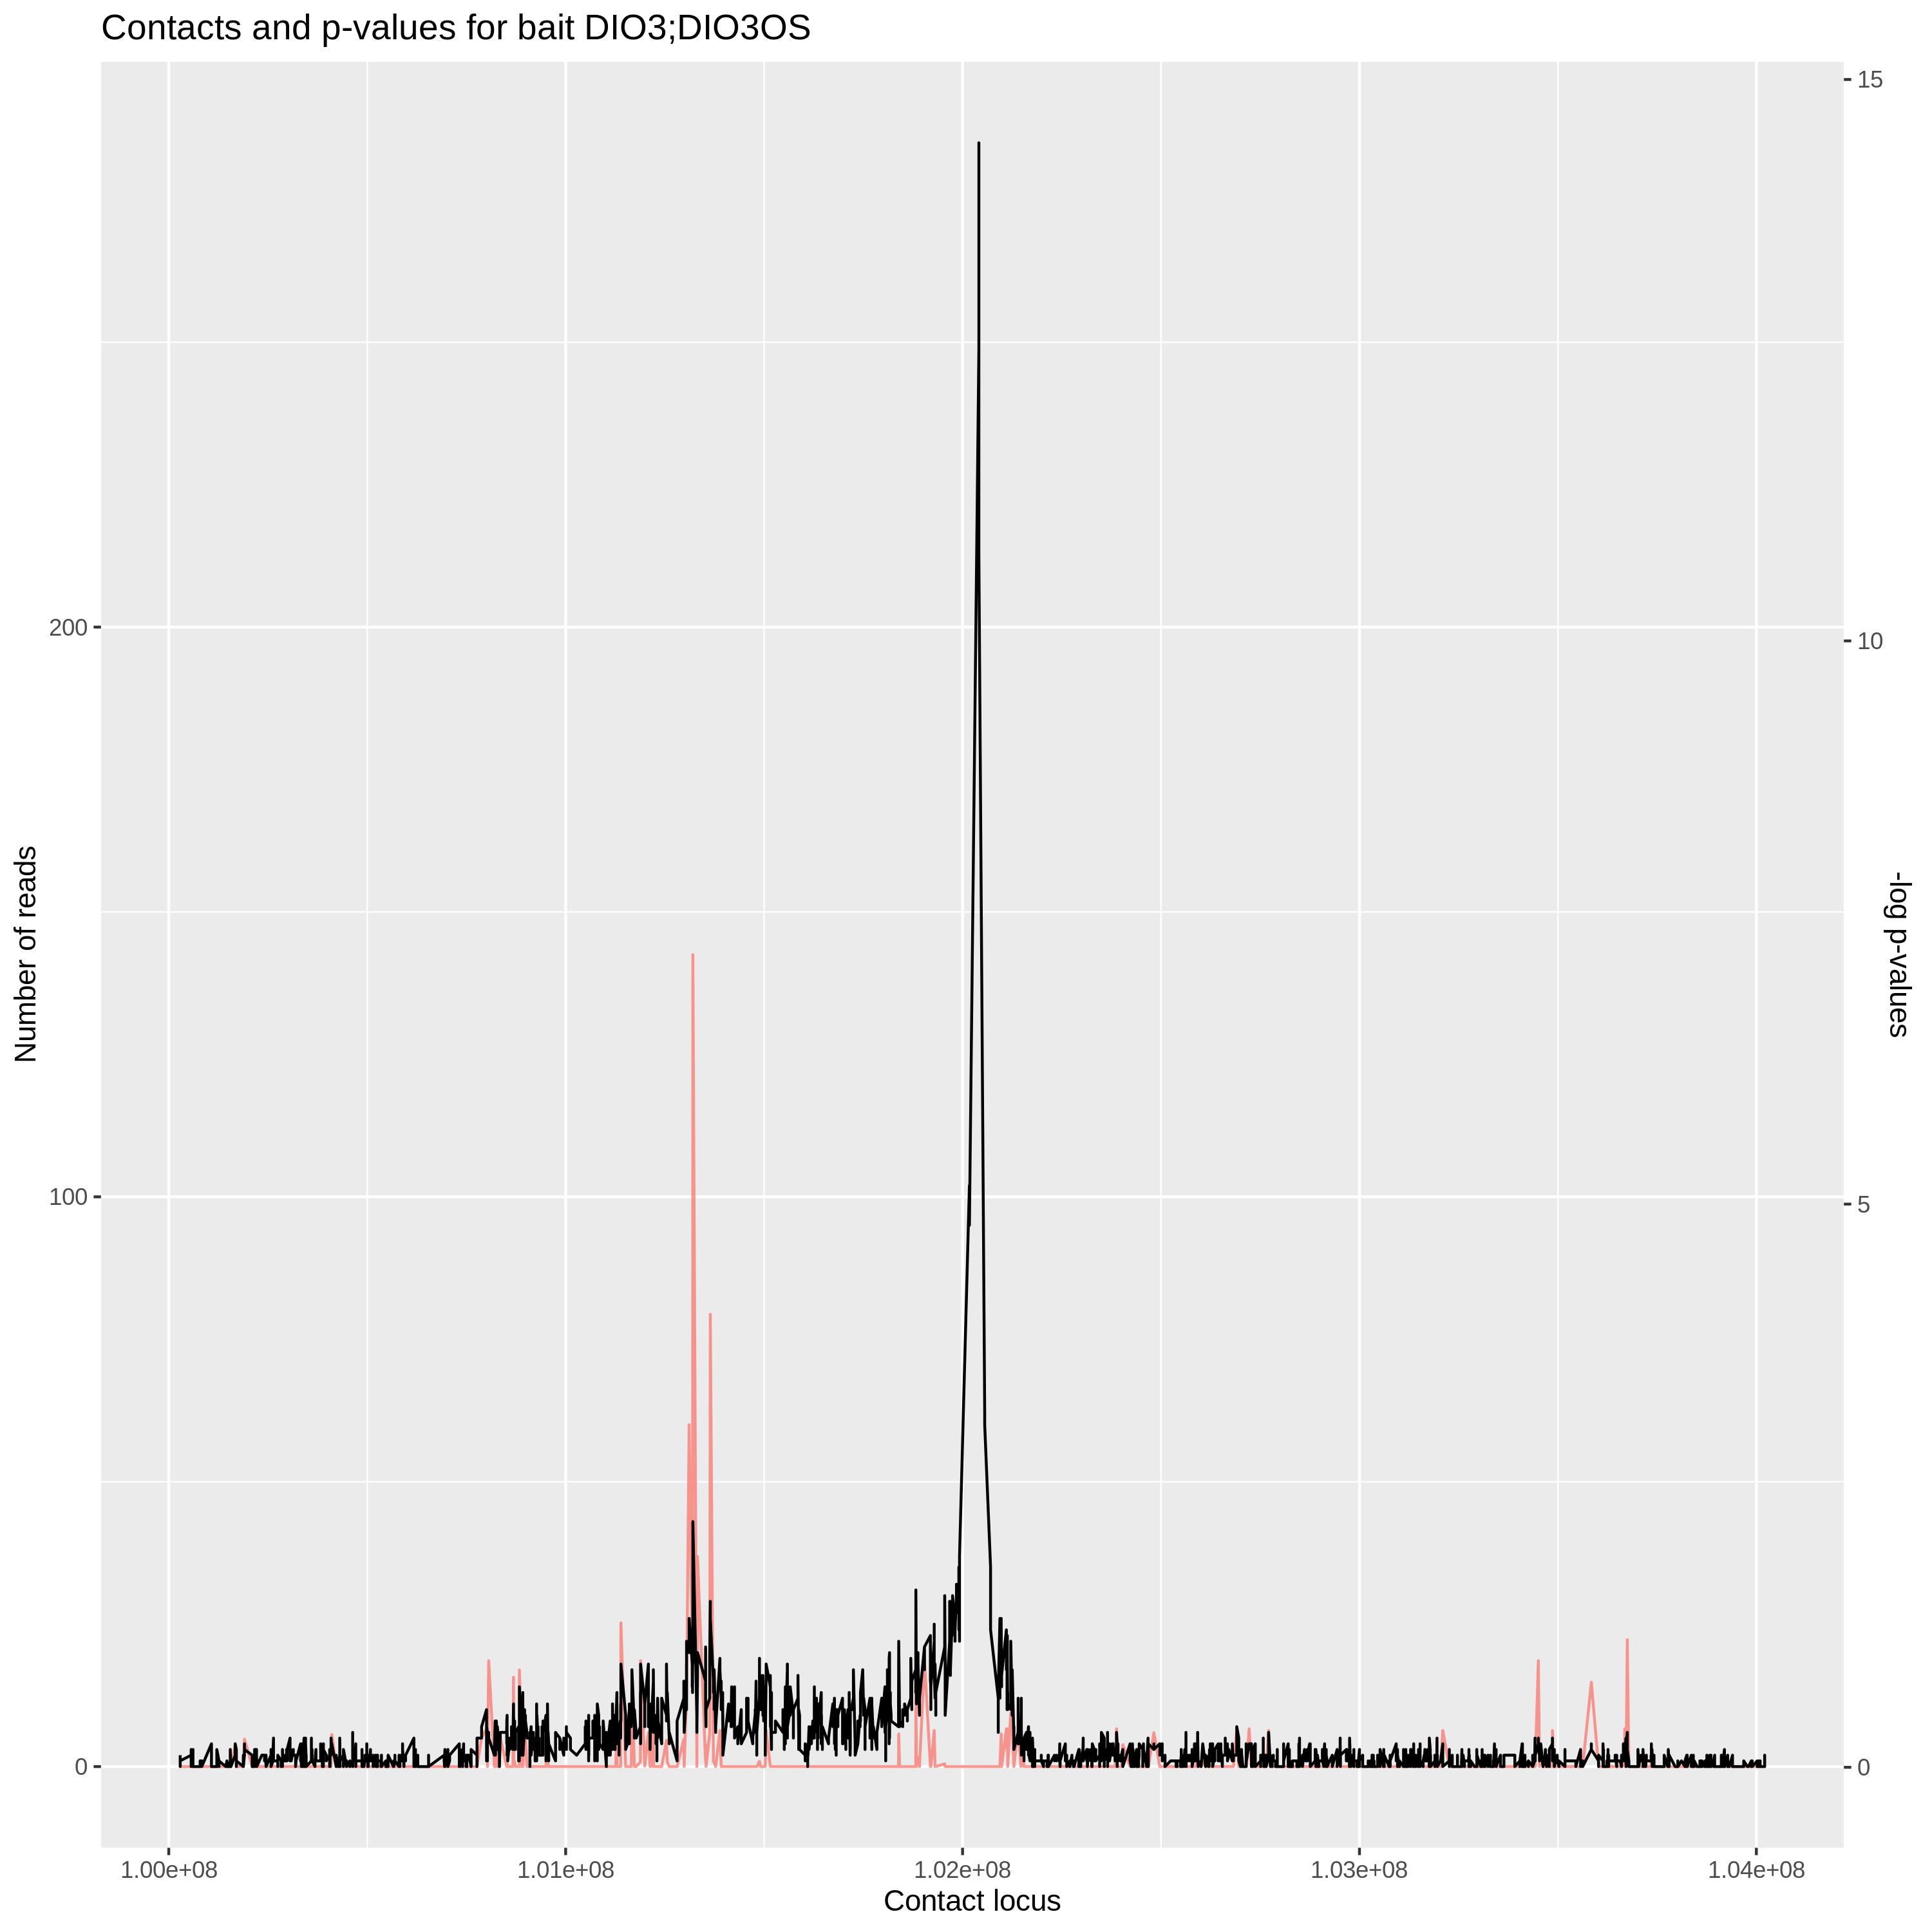 Contacts and p-values for bait DIO3;DIO3OS
15
200
10
Number of reads
-log p-values
100
5
0
0
1.00e+08
1.01e+08
1.02e+08
1.03e+08
1.04e+08
Contact locus